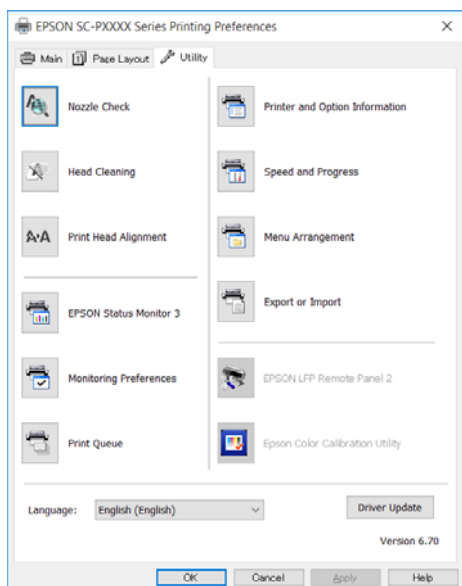 EPSON SC-PXXXX Series Printing Preferences
Main
Page Layout
Utility
Nozzle Check
Head Cleaning
A·A
Print Head Alignment
EPSON Status Monitor 3
Monitoring Preferences
Print Queue
Printer and Option Information
Speed and Progress
Menu Arrangement
Export or Import
EPSON LFP Remote Panel 2
Epson Color Calibration Utility
Language:
English (English)
Driver Update
Version 6.70
OK
Cancel
Apply
Help